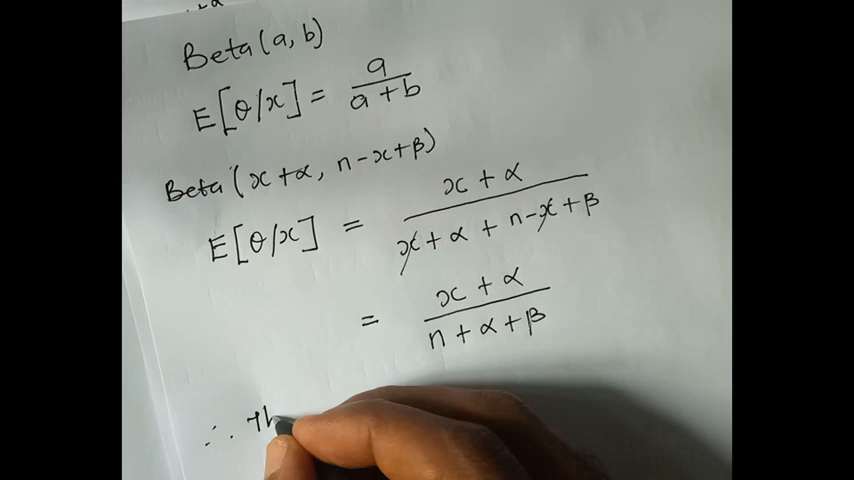 Beta(a, b)
E[θ/x] = a/(a+b)
Beta(x+α, n-x+β)
E[θ/x] = (x+α)/(x+α+n-x+β)
= (x+α)/(n+α+β)
∴ Th